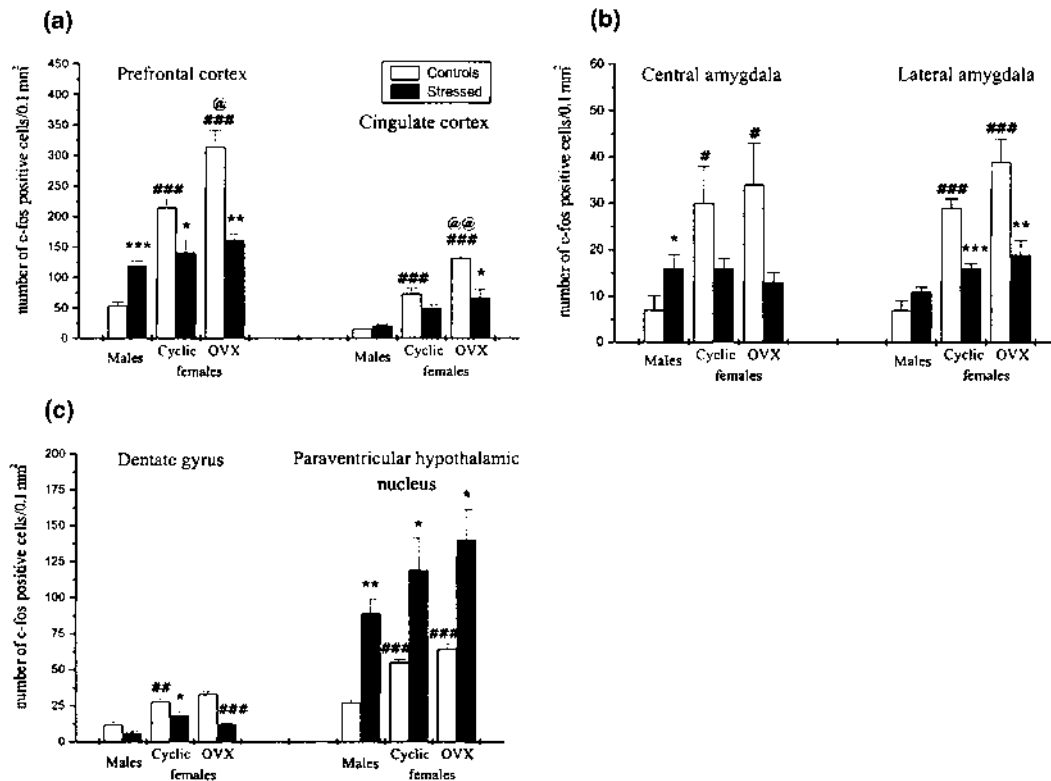 (a)
number of c-fos positive cells/0.1 mm²
450
400
350
300
250
200
150
100
50
0
Prefrontal cortex
Controls
Stressed
Cingulate cortex
***
###
*
@
###
**
###
@@
###
*
Males
Cyclic
OVX
females
Males
Cyclic
OVX
females
(b)
number of c-fos positive cells/0.1 mm²
60
50
40
30
20
10
0
Central amygdala
Lateral amygdala
*
#
#
###
***
###
**
Males
Cyclic
OVX
females
Males
Cyclic
OVX
females
(c)
number of c-fos positive cells/0.1 mm²
200
175
150
125
100
75
50
25
0
Dentate gyrus
Paraventricular hypothalamic
nucleus
##
*
###
**
###
*
###
*
Males
Cyclic
OVX
females
Males
Cyclic
OVX
females